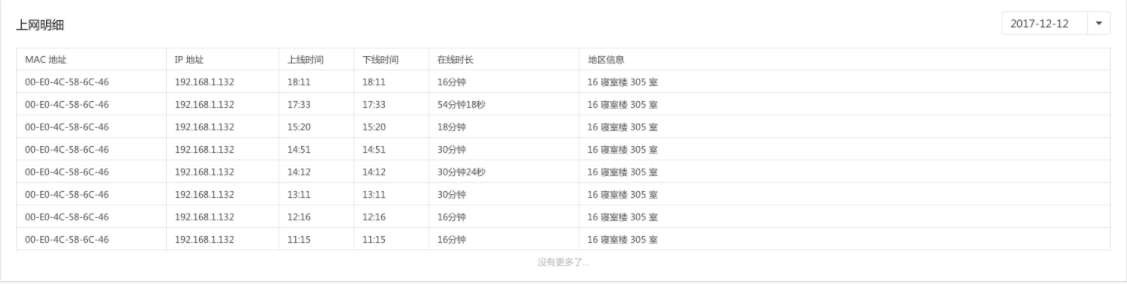 上网明细
2017-12-12
MAC 地址 IP 地址 上线时间 下线时间 在线时长 地区信息
00-E0-4C-58-6C-46 192.168.1.132 18:11 18:11 16分钟 16 寝室楼 305 室
00-E0-4C-58-6C-46 192.168.1.132 17:33 17:33 54分钟18秒 16 寝室楼 305 室
00-E0-4C-58-6C-46 192.168.1.132 15:20 15:20 18分钟 16 寝室楼 305 室
00-E0-4C-58-6C-46 192.168.1.132 14:51 14:51 30分钟 16 寝室楼 305 室
00-E0-4C-58-6C-46 192.168.1.132 14:12 14:12 30分钟24秒 16 寝室楼 305 室
00-E0-4C-58-6C-46 192.168.1.132 13:11 13:11 30分钟 16 寝室楼 305 室
00-E0-4C-58-6C-46 192.168.1.132 12:16 12:16 16分钟 16 寝室楼 305 室
00-E0-4C-58-6C-46 192.168.1.132 11:15 11:15 16分钟 16 寝室楼 305 室
没有更多了...